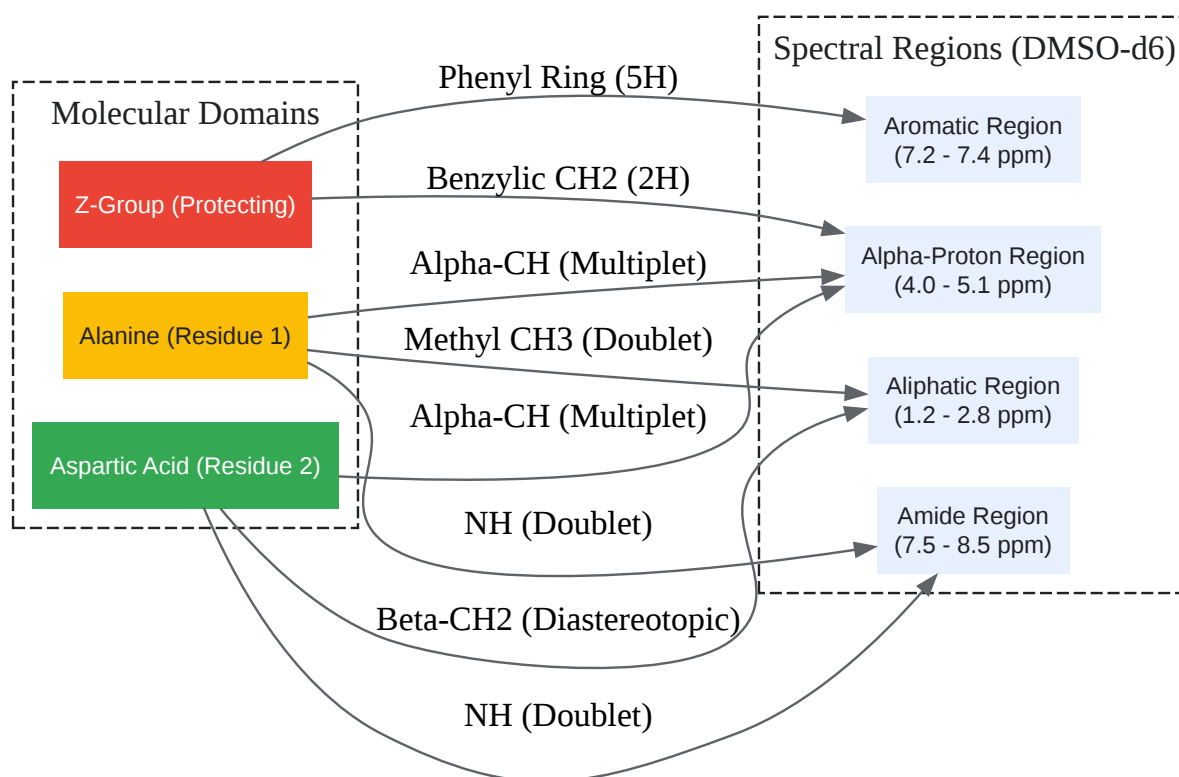 Spectral Regions (DMSO-d6)
Molecular Domains
Phenyl Ring (5H)
Aromatic Region
(7.2 - 7.4 ppm)
Z-Group (Protecting)
Benzylic CH2 (2H)
Alpha-Proton Region
(4.0 - 5.1 ppm)
Alpha-CH (Multiplet)
Alanine (Residue 1)
Methyl CH3 (Doublet)
Aliphatic Region
(1.2 - 2.8 ppm)
Alpha-CH (Multiplet)
Aspartic Acid (Residue 2)
NH (Doublet)
Amide Region
(7.5 - 8.5 ppm)
Beta-CH2 (Diastereotopic)
NH (Doublet)